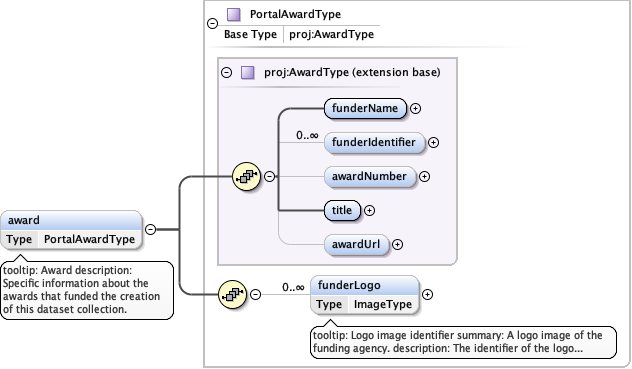 PortalAwardType
Base Type proj:AwardType
proj:AwardType (extension base)
funderName
0..∞
funderIdentifier
awardNumber
title
awardUrl
award
Type PortalAwardType
tooltip: Award description:
Specific information about the
awards that funded the creation
of this dataset collection.
0..∞
funderLogo
Type ImageType
tooltip: Logo image identifier summary: A logo image of the
funding agency. description: The identifier of the logo...